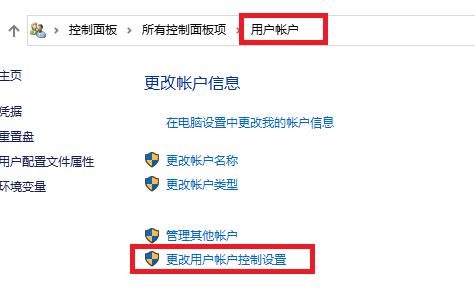 控制面板 › 所有控制面板项 › 用户帐户
主页
更改帐户信息
凭据
在电脑设置中更改我的帐户信息
重置盘
用户配置文件属性
更改帐户名称
环境变量
更改帐户类型
管理其他帐户
更改用户帐户控制设置